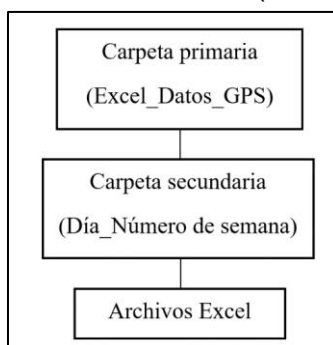 Carpeta primaria
(Excel_Datos_GPS)
Carpeta secundaria
(Día_Número de semana)
Archivos Excel